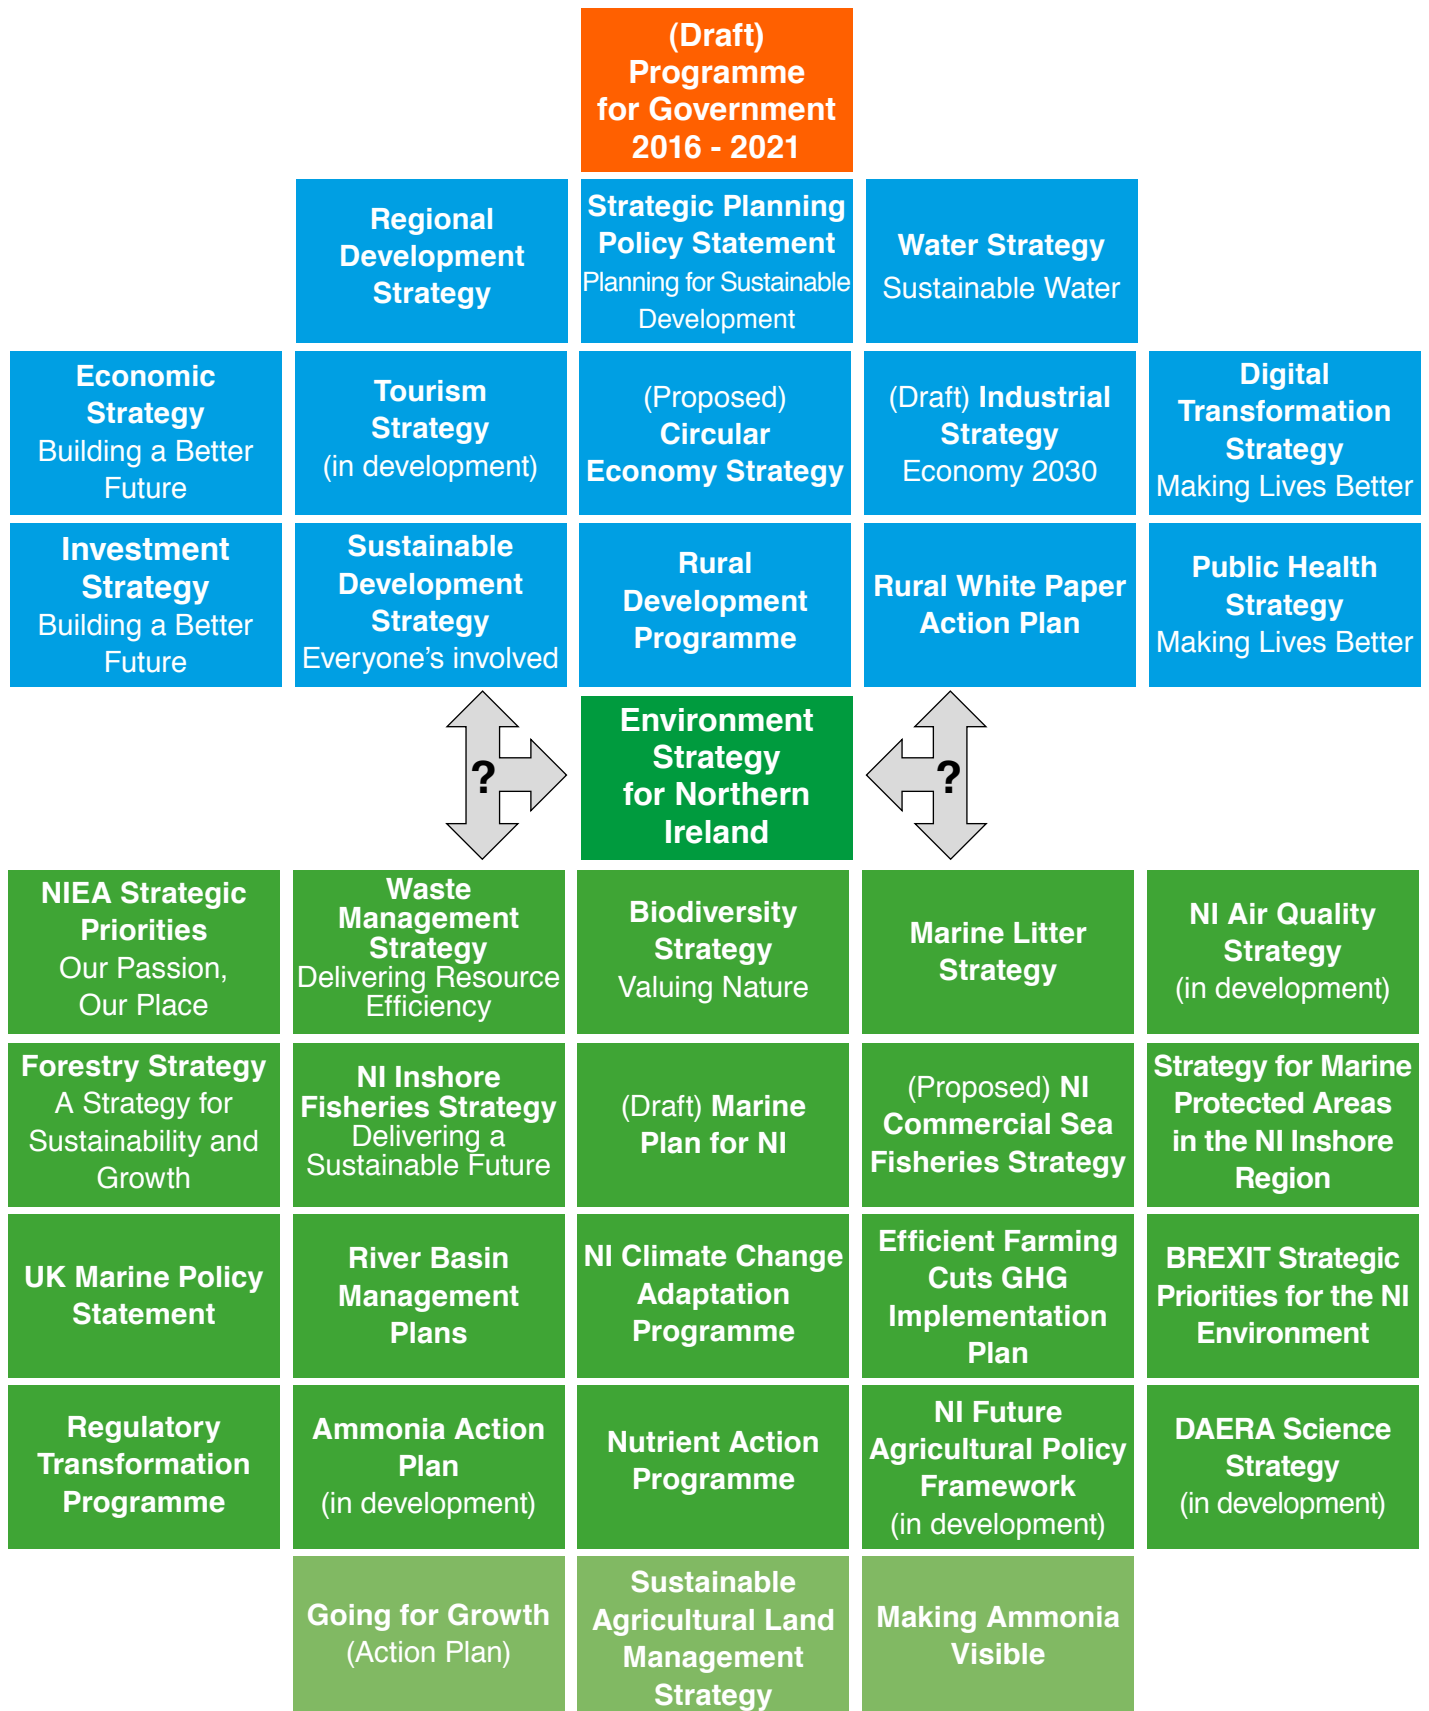 (Draft)
Programme
for Government
2016 - 2021
Regional
Development
Strategy
Strategic Planning
Policy Statement
Planning for Sustainable
Development
Water Strategy
Sustainable Water
Economic
Strategy
Building a Better
Future
Tourism
Strategy
(in development)
(Proposed)
Circular
Economy Strategy
(Draft) Industrial
Strategy
Economy 2030
Digital
Transformation
Strategy
Making Lives Better
Investment
Strategy
Building a Better
Future
Sustainable
Development
Strategy
Everyone’s involved
Rural
Development
Programme
Rural White Paper
Action Plan
Public Health
Strategy
Making Lives Better
?
Environment
Strategy
for Northern
Ireland
?
NIEA Strategic
Priorities
Our Passion,
Our Place
Waste
Management
Strategy
Delivering Resource
Efficiency
Biodiversity
Strategy
Valuing Nature
Marine Litter
Strategy
NI Air Quality
Strategy
(in development)
Forestry Strategy
A Strategy for
Sustainability and
Growth
NI Inshore
Fisheries Strategy
Delivering a
Sustainable Future
(Draft) Marine
Plan for NI
(Proposed) NI
Commercial Sea
Fisheries Strategy
Strategy for Marine
Protected Areas
in the NI Inshore
Region
UK Marine Policy
Statement
River Basin
Management
Plans
NI Climate Change
Adaptation
Programme
Efficient Farming
Cuts GHG
Implementation
Plan
BREXIT Strategic
Priorities for the NI
Environment
Regulatory
Transformation
Programme
Ammonia Action
Plan
(in development)
Nutrient Action
Programme
NI Future
Agricultural Policy
Framework
(in development)
DAERA Science
Strategy
(in development)
Going for Growth
(Action Plan)
Sustainable
Agricultural Land
Management
Strategy
Making Ammonia
Visible